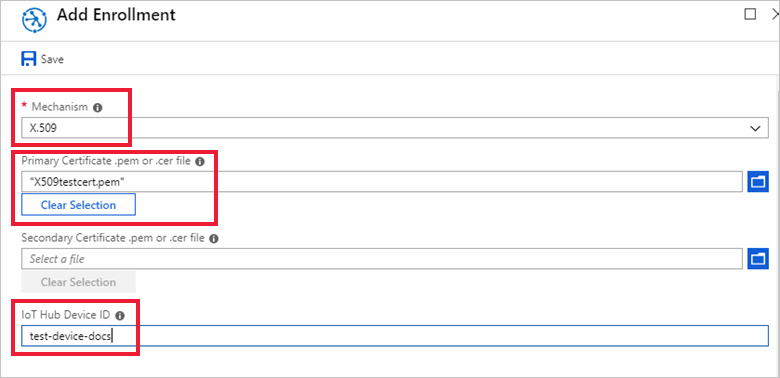 Add Enrollment
Save
* Mechanism
X.509
Primary Certificate .pem or .cer file
"X509testcert.pem"
Clear Selection
Secondary Certificate .pem or .cer file
Select a file
Clear Selection
IoT Hub Device ID
test-device-docs